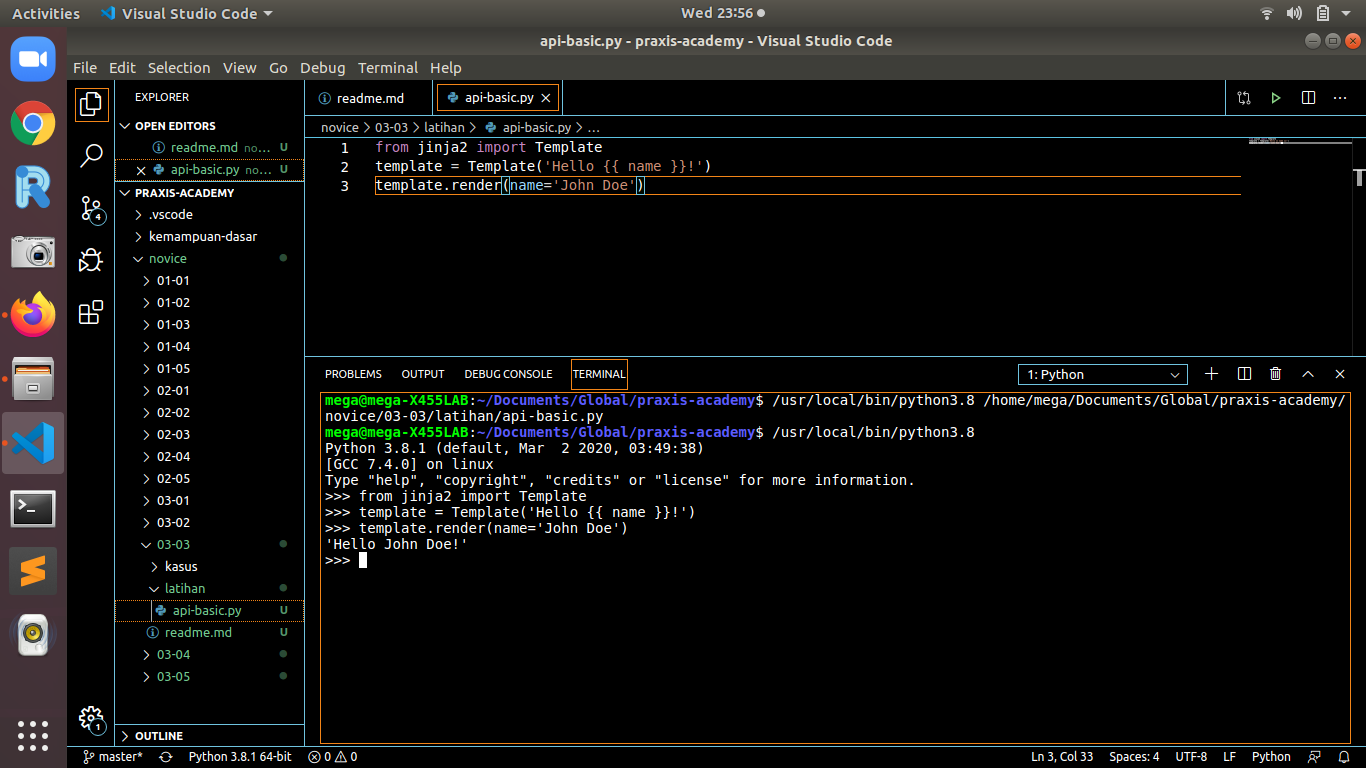 Activities
Visual Studio Code
Wed 23:56
api-basic.py - praxis-academy - Visual Studio Code
File Edit Selection View Go Debug Terminal Help
EXPLORER
OPEN EDITORS
readme.md no... U
api-basic.py no... U
PRAXIS-ACADEMY
.vscode
kemampuan-dasar
novice
01-01
01-02
01-03
01-04
01-05
02-01
02-02
02-03
02-04
02-05
03-01
03-02
03-03
kasus
latihan
api-basic.py U
readme.md U
03-04
03-05
OUTLINE
4
1
readme.md
api-basic.py
novice > 03-03 > latihan > api-basic.py > ...
1 from jinja2 import Template
2 template = Template('Hello {{ name }}!')
3 template.render(name='John Doe')
PROBLEMS OUTPUT DEBUG CONSOLE TERMINAL
1: Python
mega@mega-X455LAB:~/Documents/Global/praxis-academy$ /usr/local/bin/python3.8 /home/mega/Documents/Global/praxis-academy/
novice/03-03/latihan/api-basic.py
mega@mega-X455LAB:~/Documents/Global/praxis-academy$ /usr/local/bin/python3.8
Python 3.8.1 (default, Mar  2 2020, 03:49:38)
[GCC 7.4.0] on linux
Type "help", "copyright", "credits" or "license" for more information.
>>> from jinja2 import Template
>>> template = Template('Hello {{ name }}!')
>>> template.render(name='John Doe')
'Hello John Doe!'
>>>
master* Python 3.8.1 64-bit 0 0 Ln 3, Col 33 Spaces: 4 UTF-8 LF Python